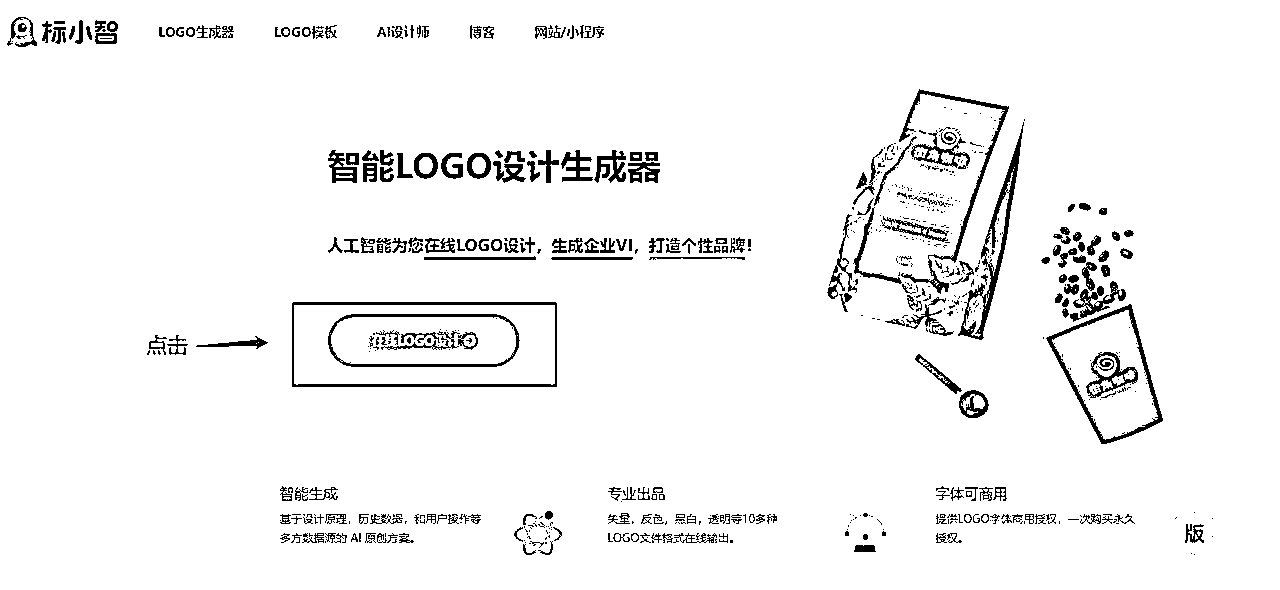 标小智
LOGO生成器
LOGO模板
AI设计师
博客
网站/小程序
智能LOGO设计生成器
人工智能为您在线LOGO设计，生成企业VI，打造个性品牌！
点击
在线LOGO设计
智能生成
基于设计原理，历史数据，和用户操作等
多方数据源的 AI 原创方案。
专业出品
矢量，反色，黑白，透明等10多种
LOGO文件格式在线输出。
字体可商用
提供LOGO字体商用授权，一次购买永久
授权。
版